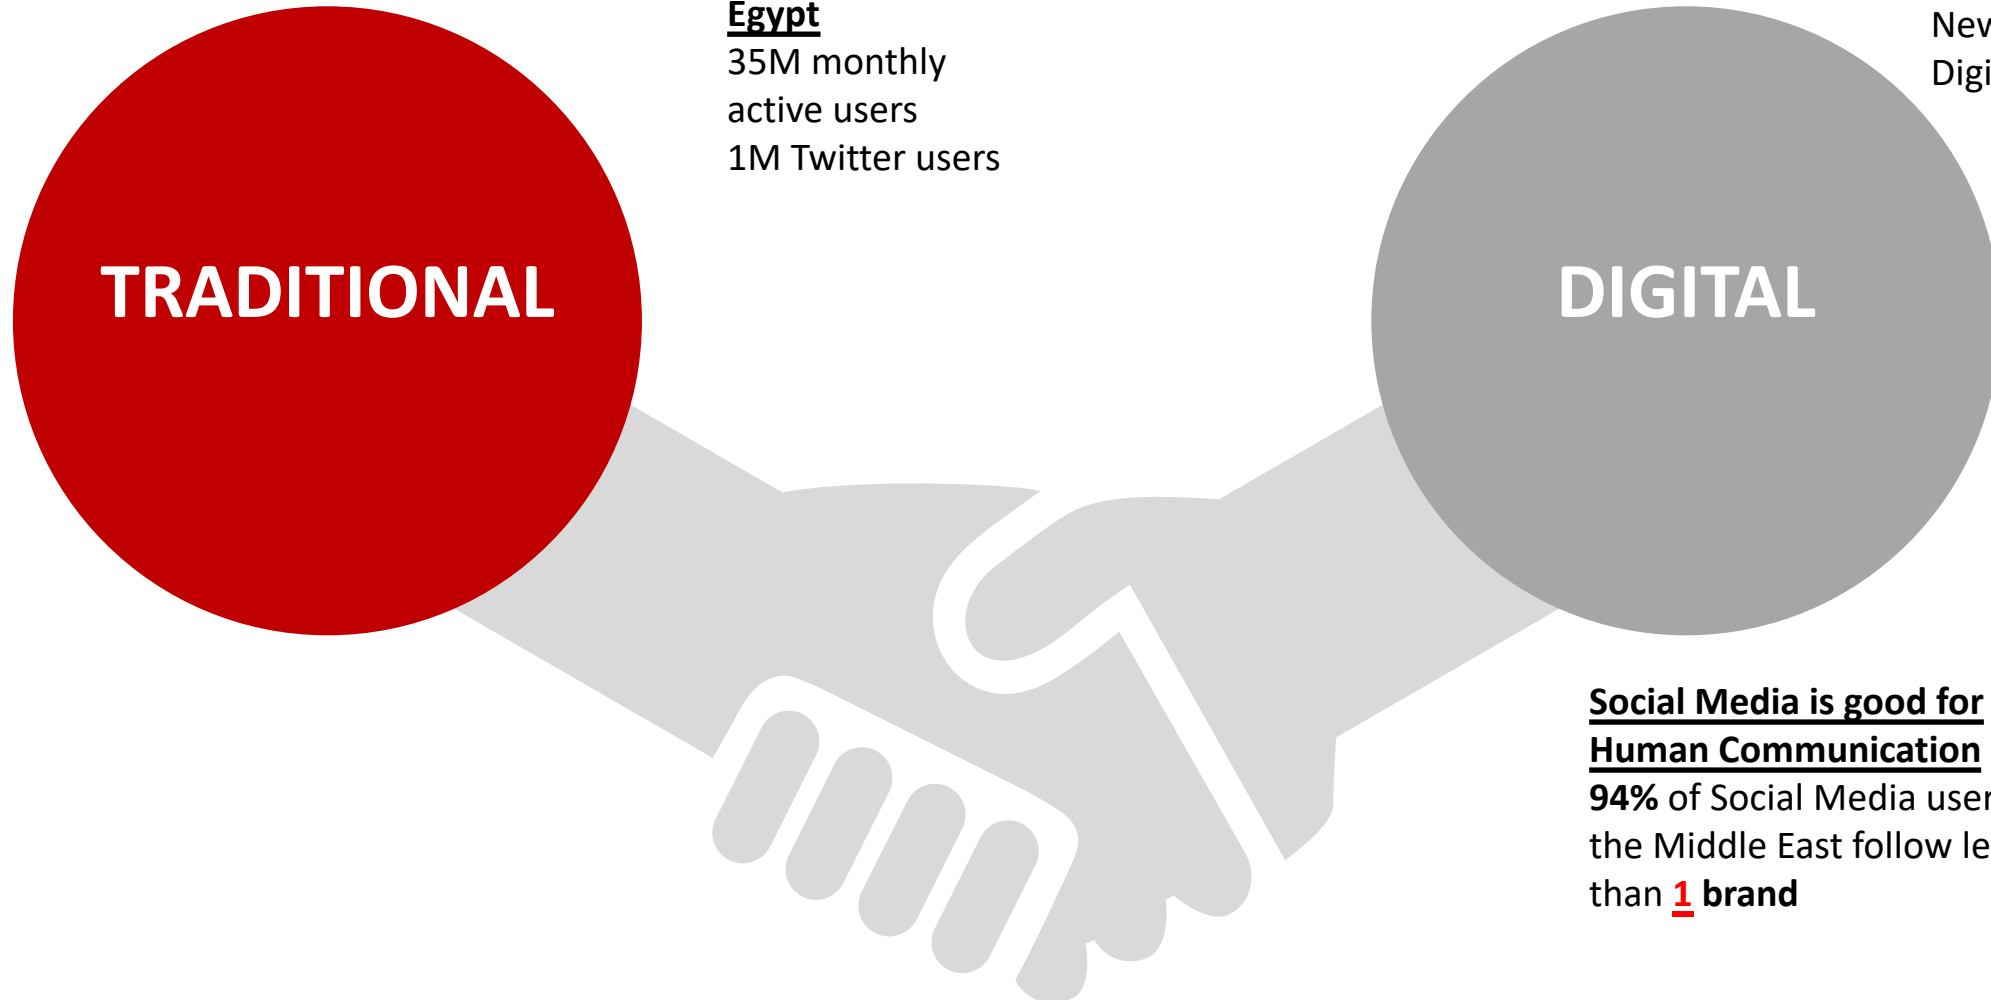 Egypt
35M monthly
active users
1M Twitter users
TRADITIONAL
DIGITAL
Social Media is good for
Human Communication
94% of Social Media
the Middle East follow
than 1 brand